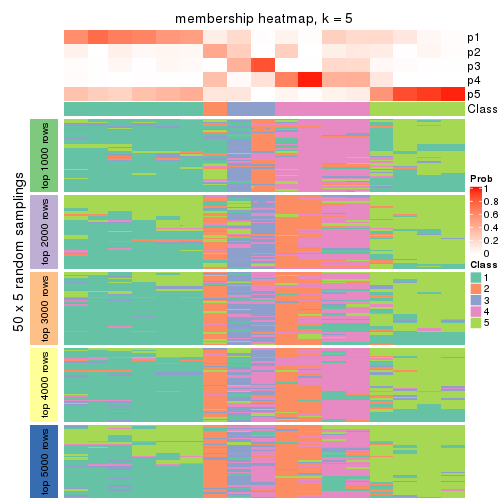 membership heatmap, k = 5
p1
p2
p3
p4
p5
Class
50 x 5 random samplings
top 1000 rows
top 2000 rows
top 3000 rows
top 4000 rows
top 5000 rows
Prob
1
0.8
0.6
0.4
0.2
0
Class
1
2
3
4
5